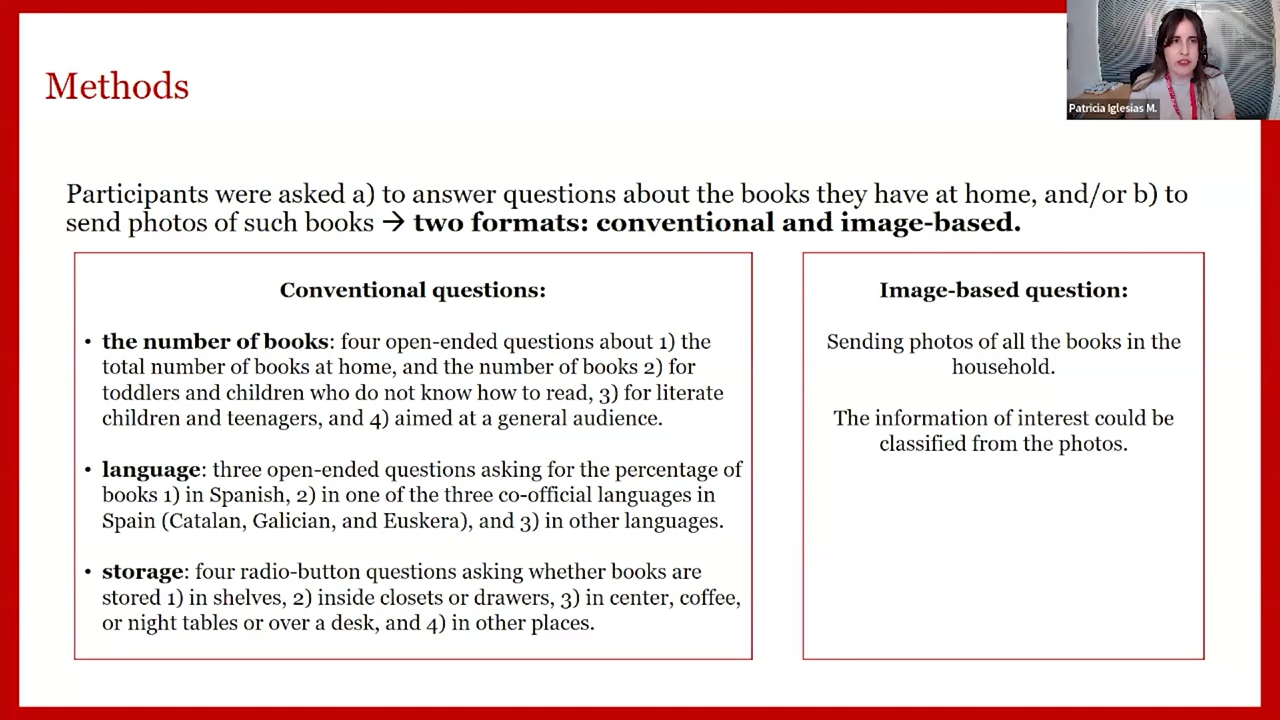 Methods
Patricia Iglesias M.
Participants were asked a) to answer questions about the books they have at home, and/or b) to
send photos of such books → two formats: conventional and image-based.
Conventional questions:
• the number of books: four open-ended questions about 1) the
total number of books at home, and the number of books 2) for
toddlers and children who do not know how to read, 3) for literate
children and teenagers, and 4) aimed at a general audience.
• language: three open-ended questions asking for the percentage of
books 1) in Spanish, 2) in one of the three co-official languages in
Spain (Catalan, Galician, and Euskera), and 3) in other languages.
• storage: four radio-button questions asking whether books are
stored 1) in shelves, 2) inside closets or drawers, 3) in center, coffee,
or night tables or over a desk, and 4) in other places.
Image-based question:
Sending photos of all the books in the
household.
The information of interest could be
classified from the photos.